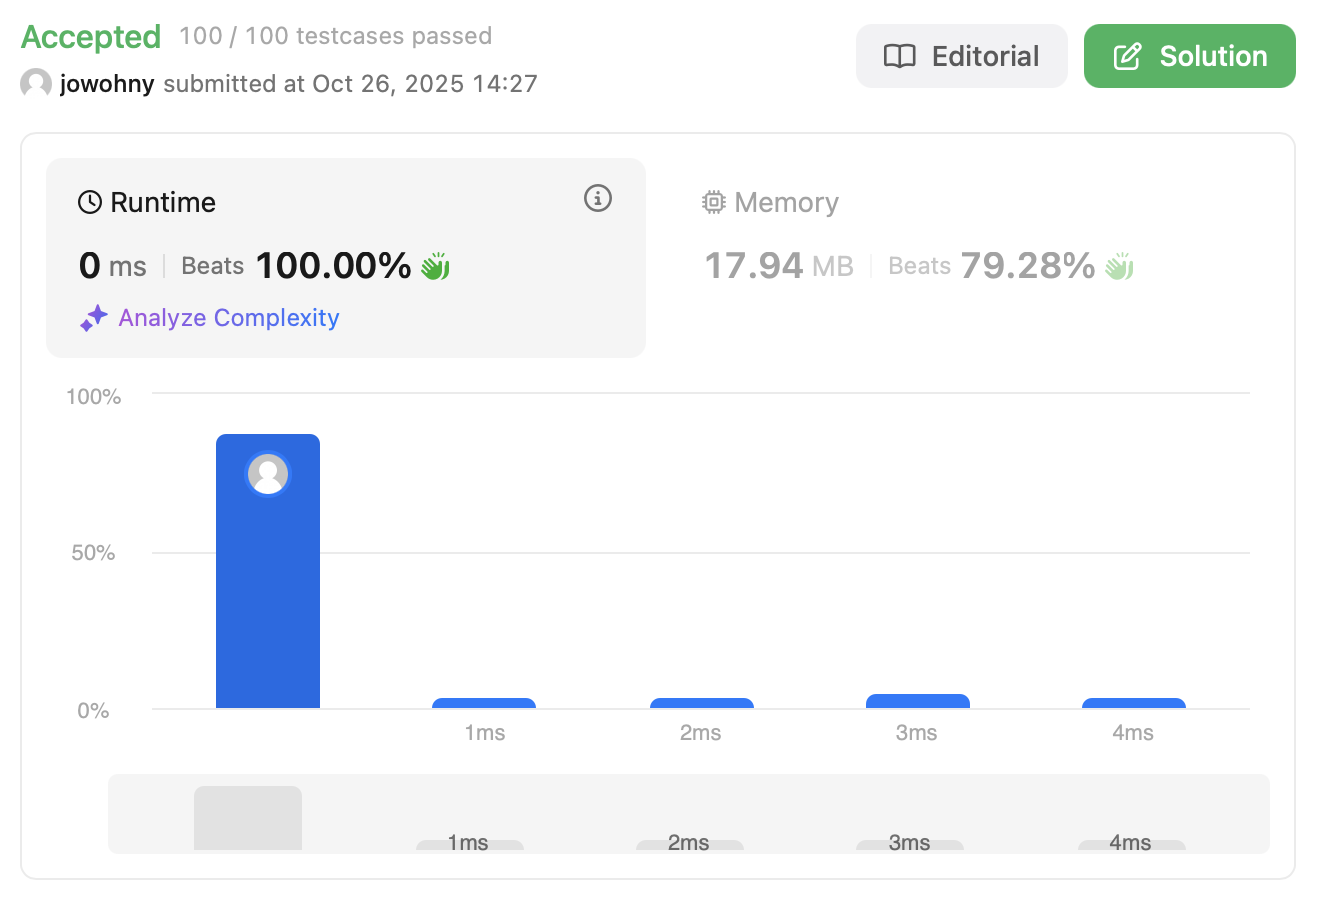 Accepted 100 / 100 testcases passed
jowohny submitted at Oct 26, 2025 14:27
Editorial
Solution
Runtime
0 ms Beats 100.00%
Analyze Complexity
Memory
17.94 MB Beats 79.28%
100%
50%
0%
1ms 2ms 3ms 4ms
1ms 2ms 3ms 4ms